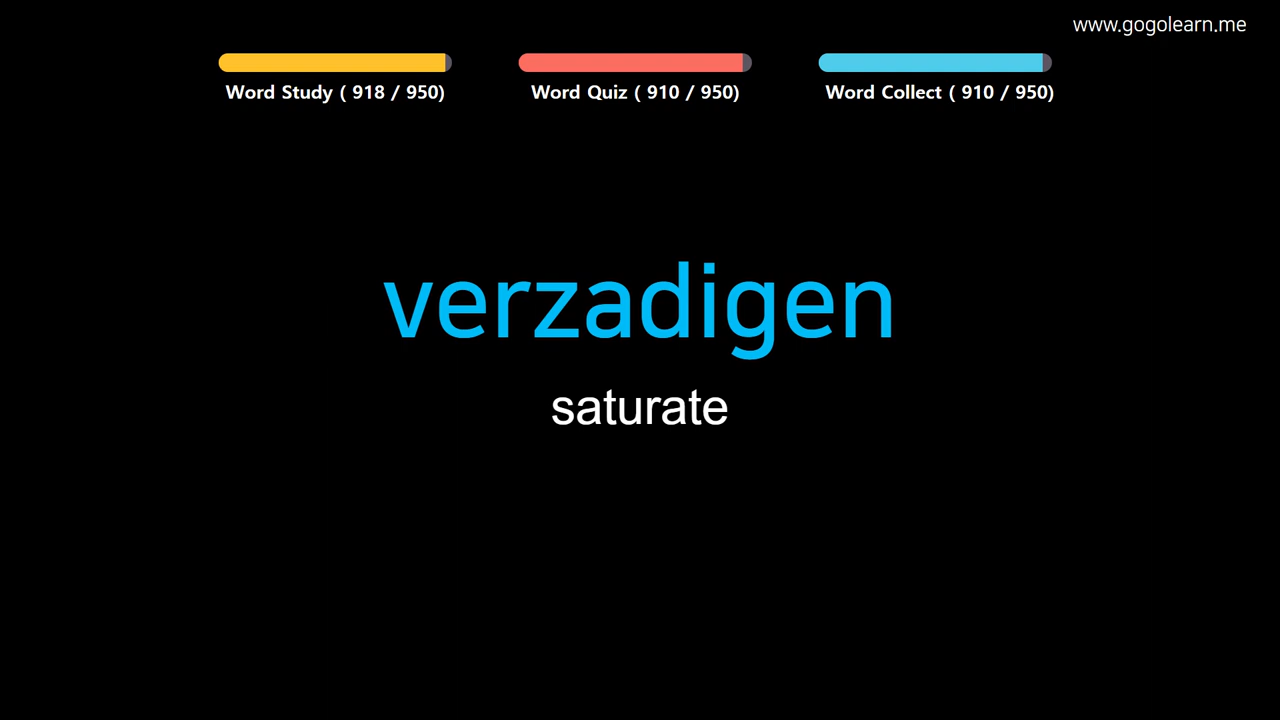 www.gogolearn.me
Word Study ( 918 / 950)
Word Quiz ( 910 / 950)
Word Collect ( 910 / 950)
verzadigen
saturate